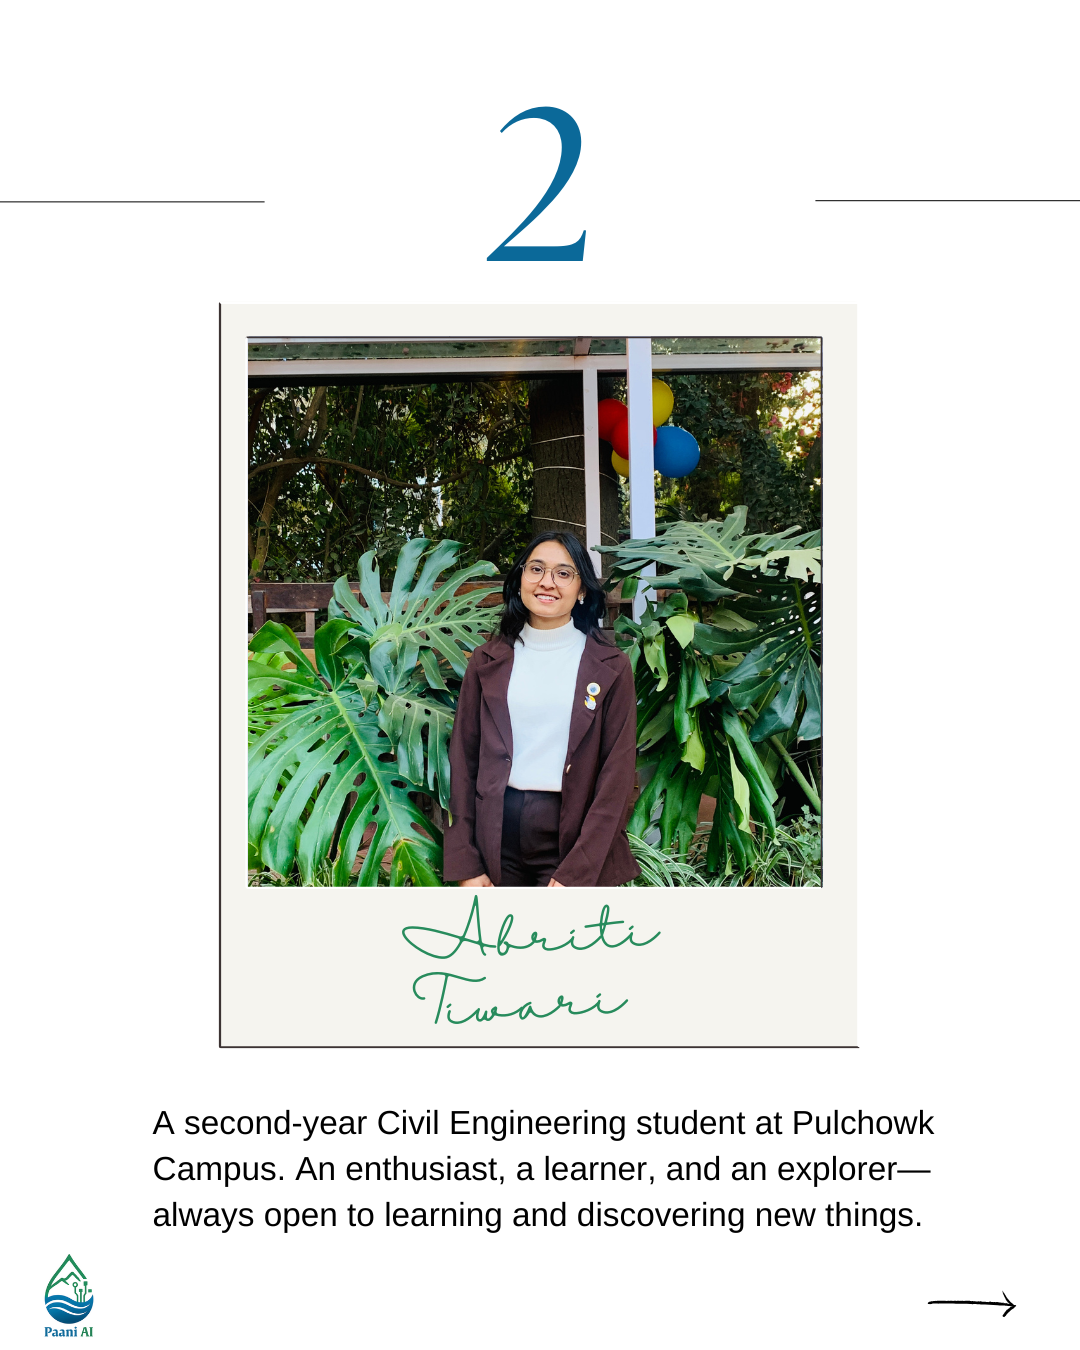 2
Abriti
Tiwari
A second-year Civil Engineering student at Pulchowk
Campus. An enthusiast, a learner, and an explorer—
always open to learning and discovering new things.
Paani AI